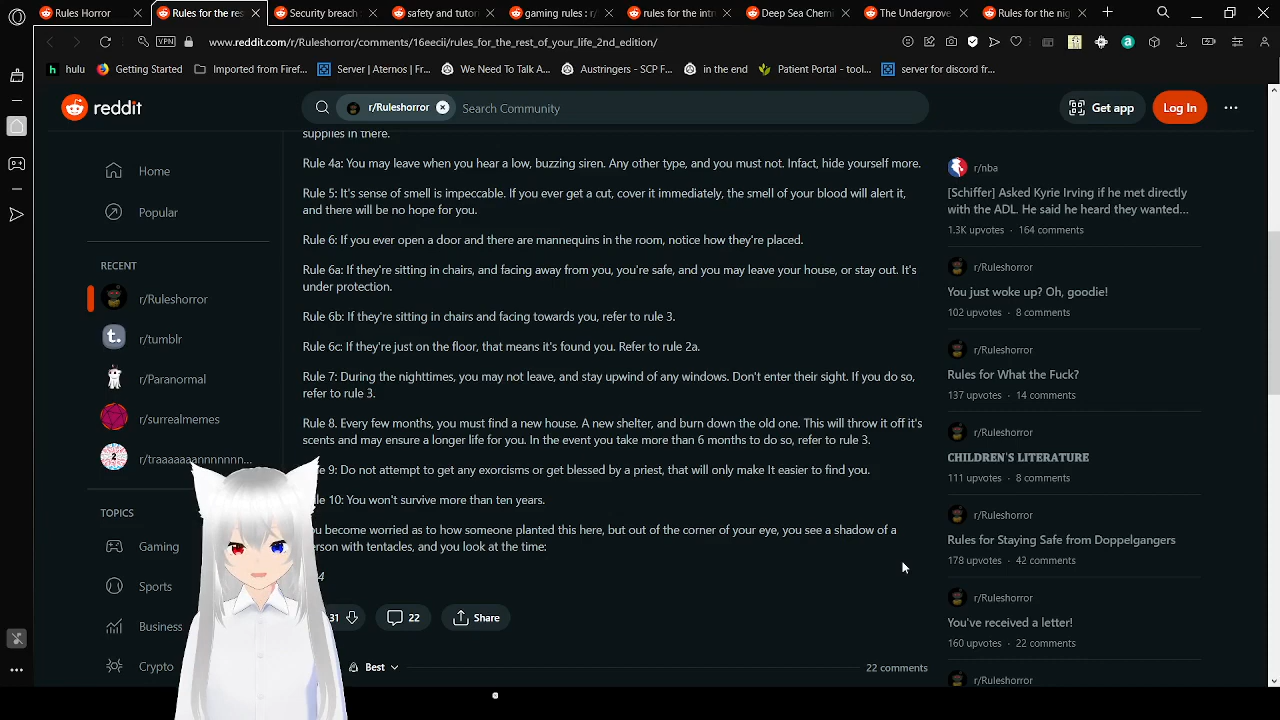 Rules Horror
Rules for the res
Security breach
safety and tutori
gaming rules : r/
rules for the intr
Deep Sea Chemi
The Undergrove
Rules for the nig
VPN
www.reddit.com/r/Ruleshorror/comments/16eecii/rules_for_the_rest_of_your_life_2nd_edition/
hulu
Getting Started
Imported from Firef...
Server | Aternos | Fr...
We Need To Talk A...
Austringers - SCP F...
in the end
Patient Portal - tool...
server for discord fr...
reddit
r/Ruleshorror
Search Community
Get app
Log In
Home
Popular
RECENT
r/Ruleshorror
r/tumblr
r/Paranormal
r/surrealmemes
r/traaaaaaannnnnnn...
TOPICS
Gaming
Sports
Business
Crypto
supplies in there.
Rule 4a: You may leave when you hear a low, buzzing siren. Any other type, and you must not. Infact, hide yourself more.
Rule 5: It's sense of smell is impeccable. If you ever get a cut, cover it immediately, the smell of your blood will alert it,
and there will be no hope for you.
Rule 6: If you ever open a door and there are mannequins in the room, notice how they're placed.
Rule 6a: If they're sitting in chairs, and facing away from you, you're safe, and you may leave your house, or stay out. It's
under protection.
Rule 6b: If they're sitting in chairs and facing towards you, refer to rule 3.
Rule 6c: If they're just on the floor, that means it's found you. Refer to rule 2a.
Rule 7: During the nighttimes, you may not leave, and stay upwind of any windows. Don't enter their sight. If you do so,
refer to rule 3.
Rule 8. Every few months, you must find a new house. A new shelter, and burn down the old one. This will throw it off it's
scents and may ensure a longer life for you. In the event you take more than 6 months to do so, refer to rule 3.
9: Do not attempt to get any exorcisms or get blessed by a priest, that will only make It easier to find you.
10: You won't survive more than ten years.
become worried as to how someone planted this here, but out of the corner of your eye, you see a shadow of a
erson with tentacles, and you look at the time:
4
31
22
Share
Best
22 comments
r/nba
[Schiffer] Asked Kyrie Irving if he met directly
with the ADL. He said he heard they wanted...
1.3K upvotes · 164 comments
r/Ruleshorror
You just woke up? Oh, goodie!
102 upvotes · 8 comments
r/Ruleshorror
Rules for What the Fuck?
137 upvotes · 14 comments
r/Ruleshorror
CHILDREN'S LITERATURE
111 upvotes · 8 comments
r/Ruleshorror
Rules for Staying Safe from Doppelgangers
178 upvotes · 42 comments
r/Ruleshorror
You've received a letter!
160 upvotes · 22 comments
r/Ruleshorror